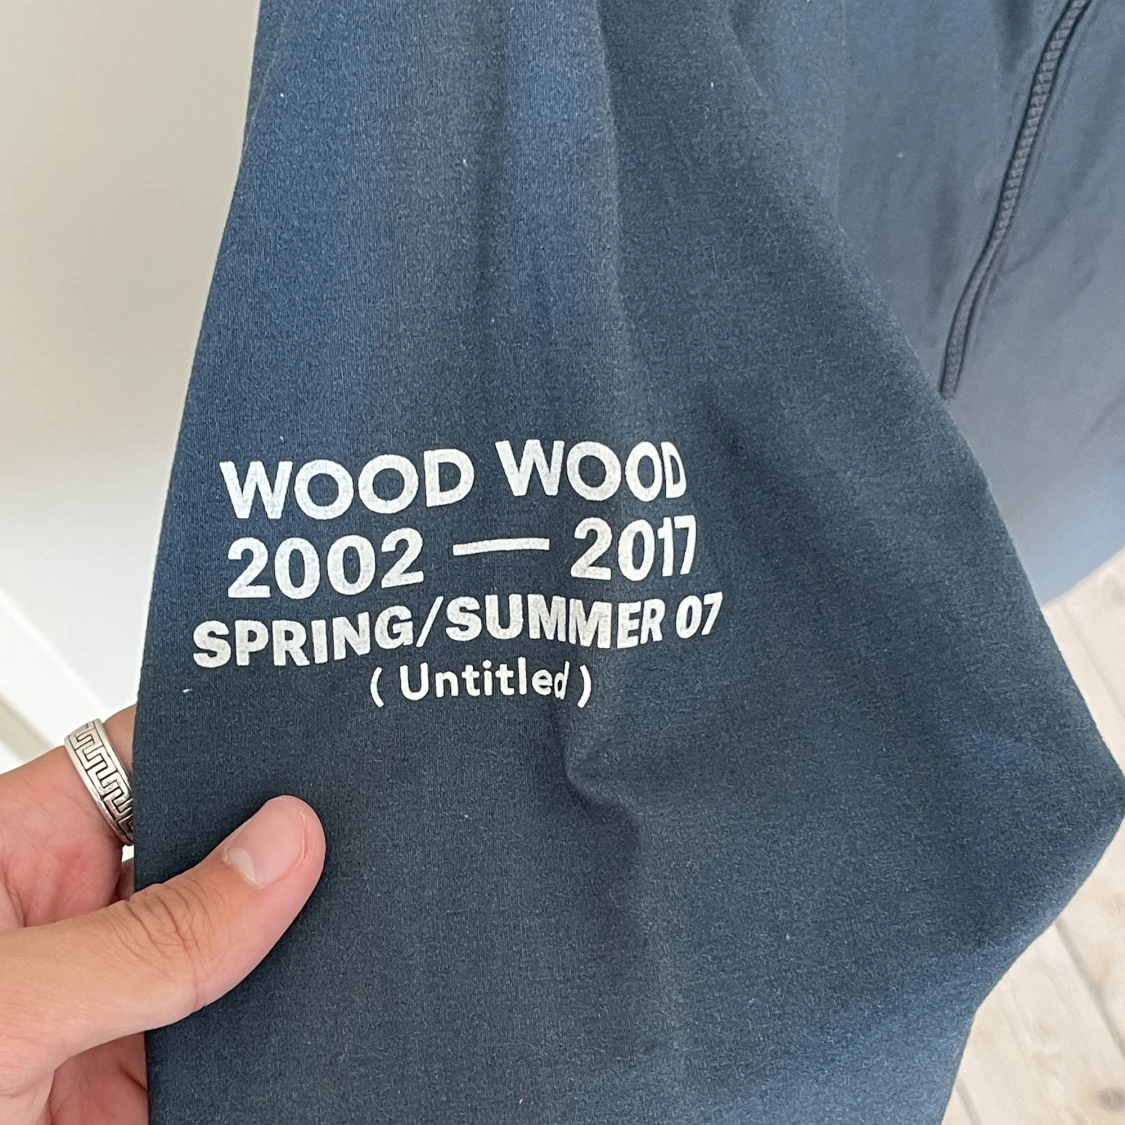 WOOD WOOD
2002 — 2017
SPRING/SUMMER 07
( Untitled )